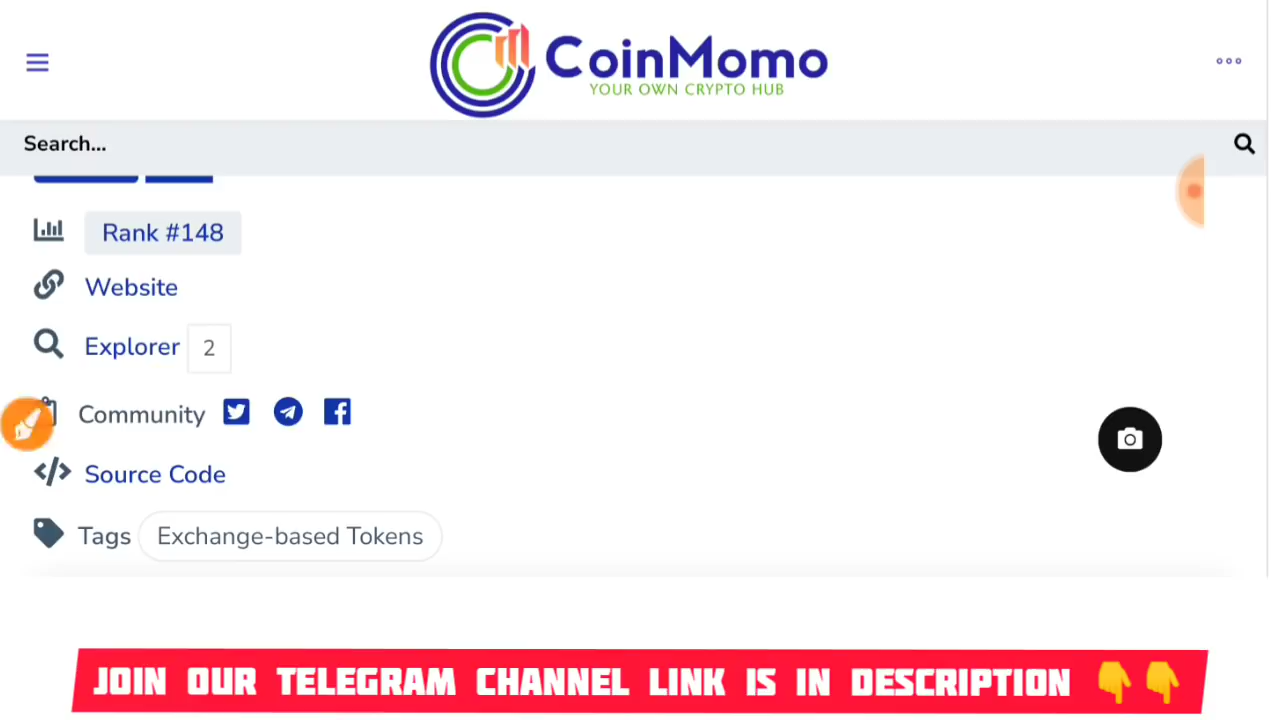 CoinMomo
YOUR OWN CRYPTO HUB
Search...
Rank #148
Website
Explorer 2
Community
Source Code
Tags Exchange-based Tokens
JOIN OUR TELEGRAM CHANNEL LINK IS IN DESCRIPTION 👇👇